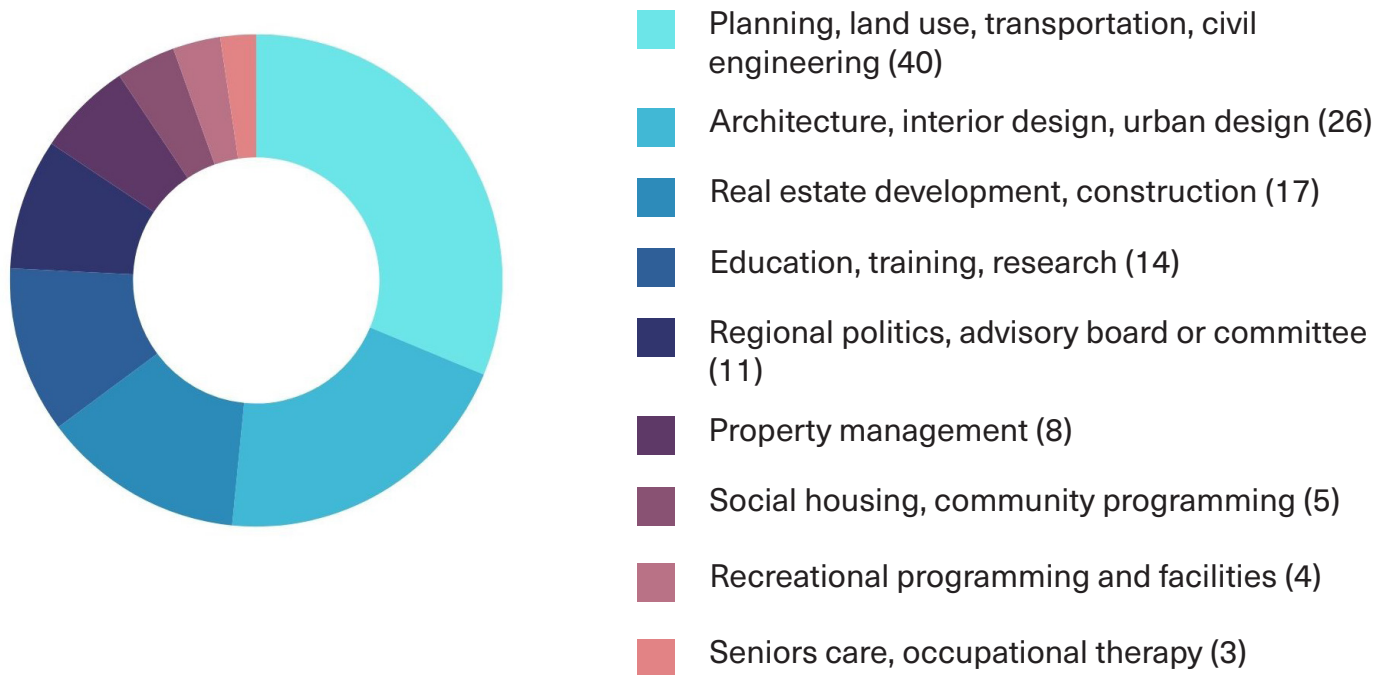 Planning, land use, transportation, civil
engineering (40)
Architecture, interior design, urban design (26)
Real estate development, construction (17)
Education, training, research (14)
Regional politics, advisory board or committee
(11)
Property management (8)
Social housing, community programming (5)
Recreational programming and facilities (4)
Seniors care, occupational therapy (3)